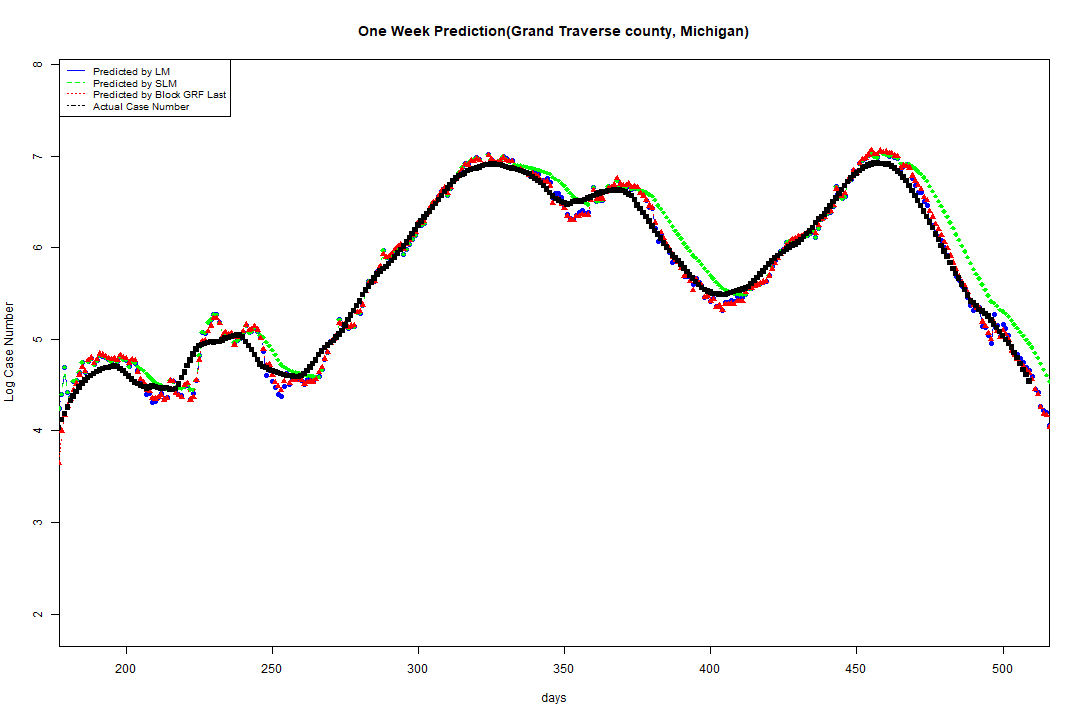 One Week Prediction(Grand Traverse county, Michigan)
Predicted by LM
Predicted by SLM
Predicted by Block GRF Last
Actual Case Number
8
7
6
5
4
3
2
Log Case Number
200 250 300 350 400 450 500
days